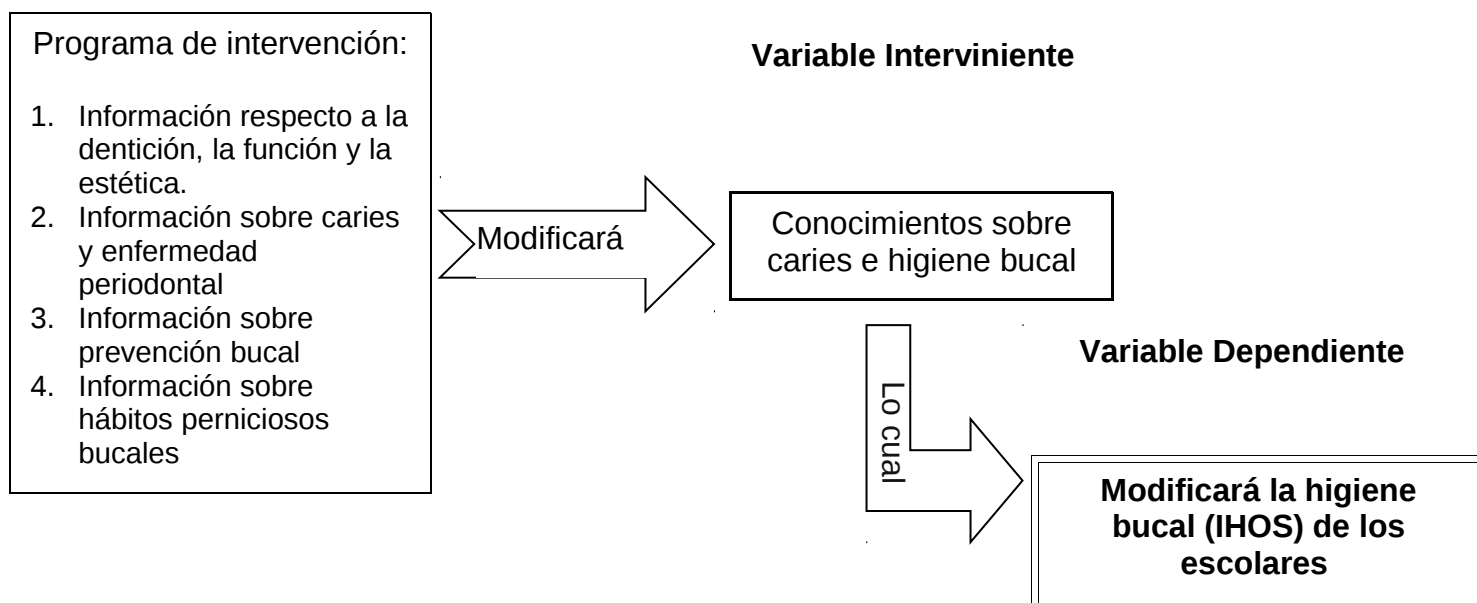 Programa de intervención:
1. Información respecto a la
dentición, la función y la
estética.
2. Información sobre caries
y enfermedad
periodontal
3. Información sobre
prevención bucal
4. Información sobre
hábitos perniciosos
bucales
Modificará
Variable Interviniente
Conocimientos sobre
caries e higiene bucal
Lo cual
Variable Dependiente
Modificará la higiene
bucal (IHOS) de los
escolares